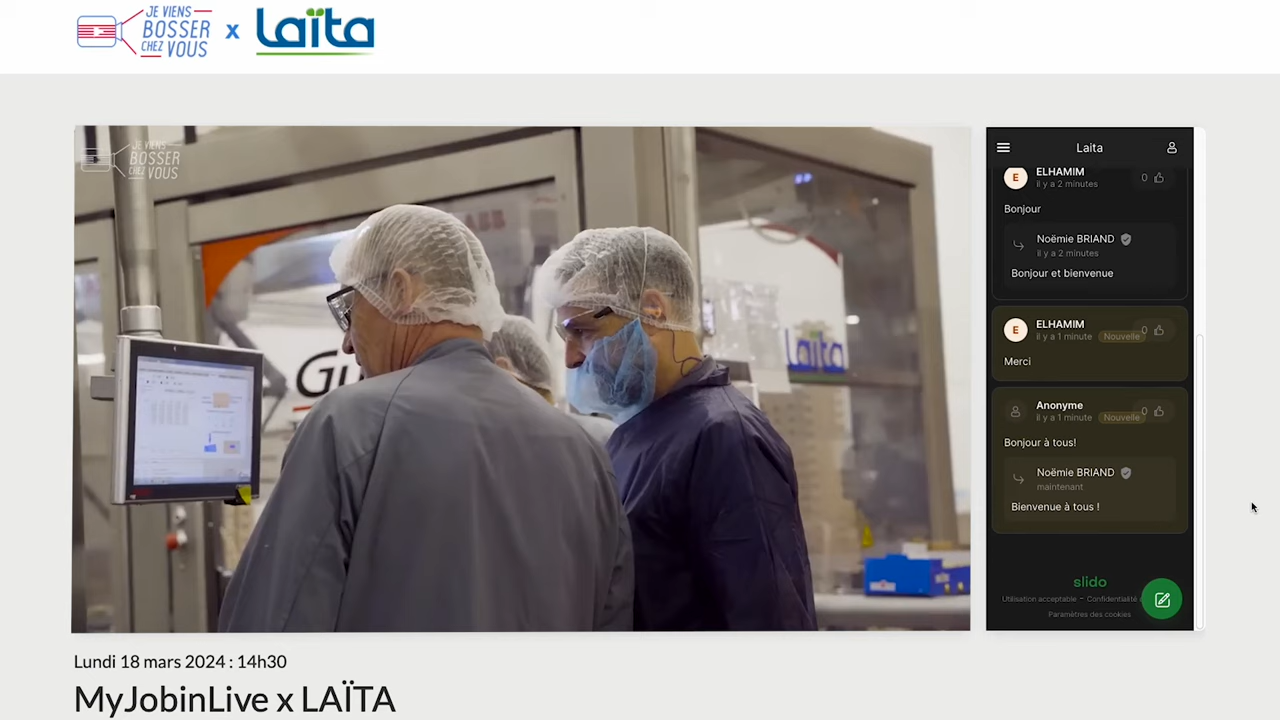 JE VIENS
BOSSER
CHEZ VOUS
x
Laïta
JE VIENS
BOSSER
CHEZ VOUS
Gu
Laïta
Laita
E
ELHAMIM
il y a 2 minutes
0
Bonjour
Noëmie BRIAND
il y a 2 minutes
Bonjour et bienvenue
E
ELHAMIM
il y a 1 minute
Nouvelle
0
Merci
Anonyme
il y a 1 minute
Nouvelle
0
Bonjour à tous!
Noëmie BRIAND
maintenant
Bienvenue à tous !
slido
Utilisation acceptable - Confidentialité
Paramètres des cookies
Lundi 18 mars 2024 : 14h30
MyJobinLive x LAÏTA